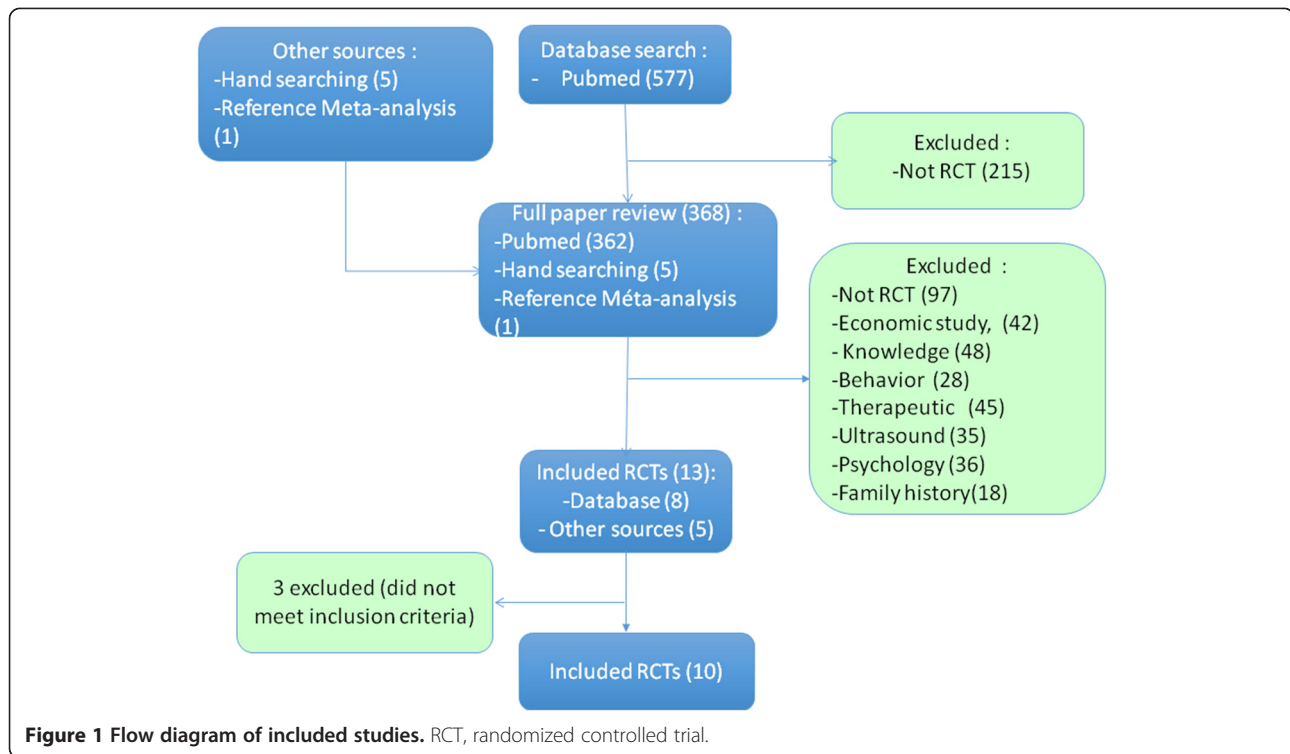 Other sources :
-Hand searching (5)
-Reference Meta-analysis
(1)
Database search :
- Pubmed (577)
Excluded :
-Not RCT (215)
Full paper review (368) :
-Pubmed (362)
-Hand searching (5)
-Reference Méta-analysis
(1)
Excluded :
-Not RCT (97)
-Economic study, (42)
- Knowledge (48)
-Behavior (28)
-Therapeutic (45)
-Ultrasound (35)
-Psychology (36)
-Family history(18)
Included RCTs (13):
-Database (8)
- Other sources (5)
3 excluded (did not
meet inclusion criteria)
Included RCTs (10)
Figure 1 Flow diagram of included studies. RCT, randomized controlled trial.